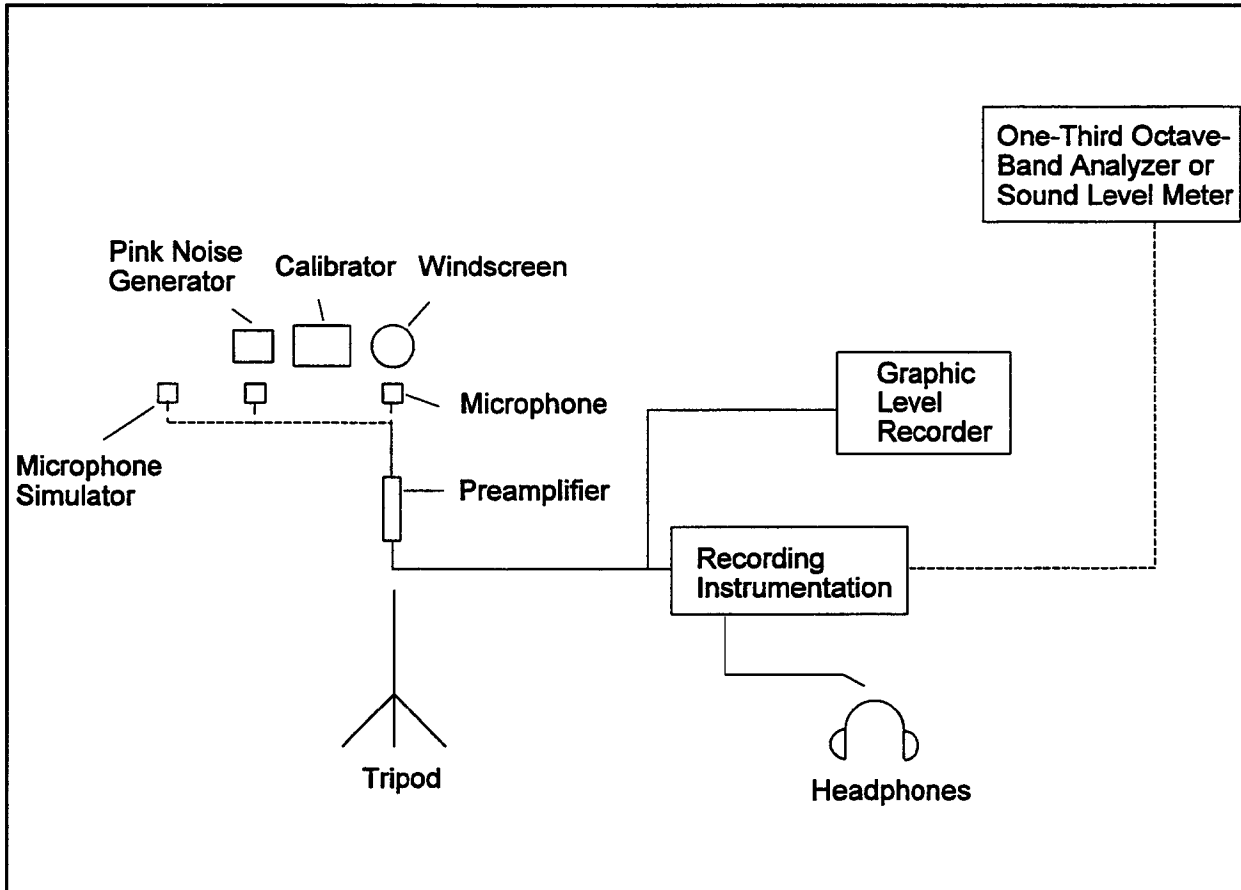 One-Third Octave-
Band Analyzer or
Sound Level Meter
Pink Noise
Generator
Calibrator
Windscreen
Graphic
Level
Recorder
Microphone
Microphone
Simulator
Preamplifier
Recording
Instrumentation
Tripod
Headphones